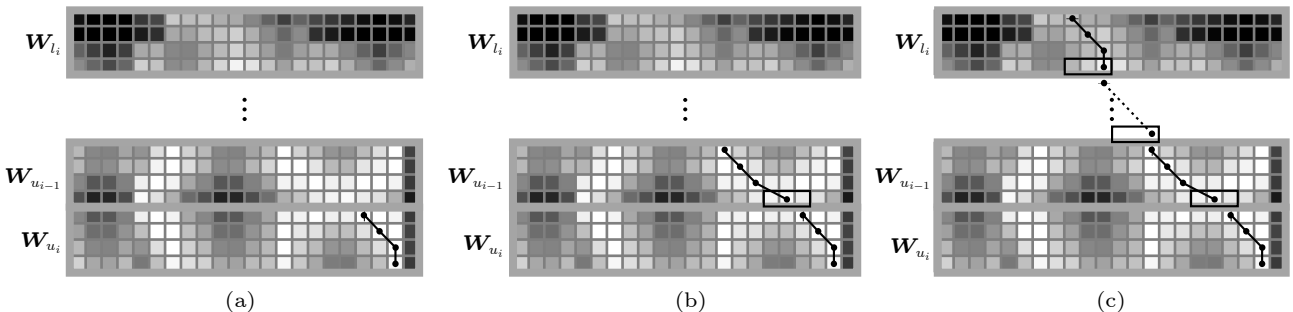 W_{l_i} W_{l_i} W_{l_i}
⋮ ⋮ ⋮
W_{u_{i-1}} W_{u_{i-1}} W_{u_{i-1}}
W_{u_i} W_{u_i} W_{u_i}
(a) (b) (c)